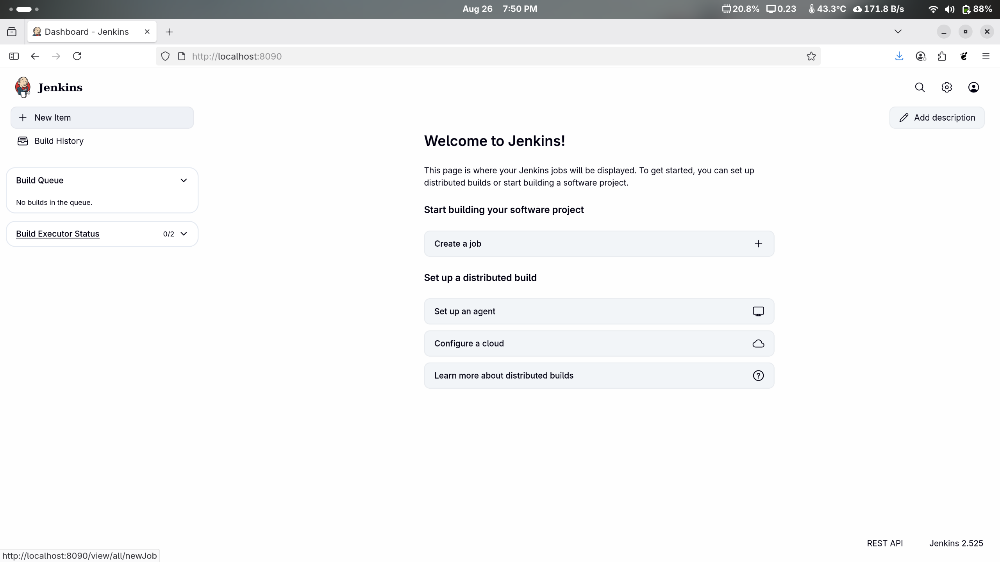 Aug 26 7:50 PM
20.8% 0.23 43.3°C 171.8 B/s 88%
Dashboard - Jenkins
http://localhost:8090
Jenkins
New Item
Add description
Build History
Build Queue
No builds in the queue.
Build Executor Status 0/2
Welcome to Jenkins!
This page is where your Jenkins jobs will be displayed. To get started, you can set up
distributed builds or start building a software project.
Start building your software project
Create a job
Set up a distributed build
Set up an agent
Configure a cloud
Learn more about distributed builds
REST API Jenkins 2.525
http://localhost:8090/view/all/newJob